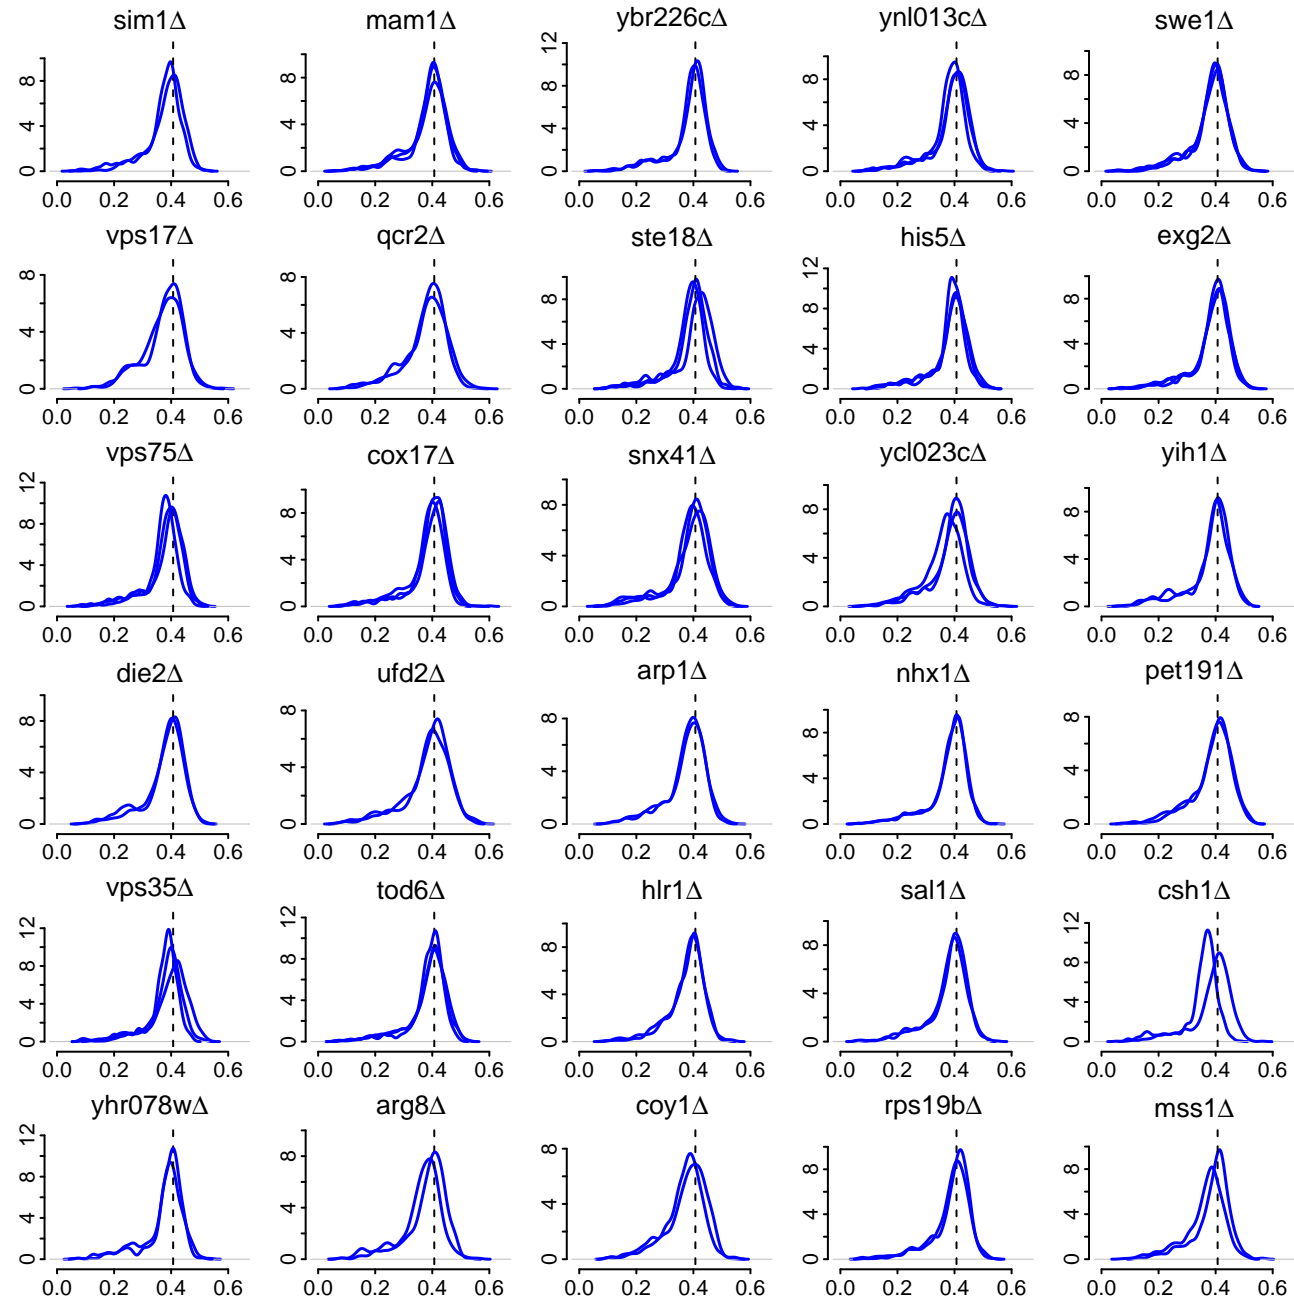 sim1Δ mam1Δ ybr226cΔ ynl013cΔ swe1Δ
0 4 8 0 4 8 0 4 8 12 0 4 8 0 4 8
0.0 0.2 0.4 0.6 0.0 0.2 0.4 0.6 0.0 0.2 0.4 0.6 0.0 0.2 0.4 0.6 0.0 0.2 0.4 0.6
vps17Δ qcr2Δ ste18Δ his5Δ exg2Δ
0 4 8 0 4 8 0 4 8 0 4 8 12 0 4 8
0.0 0.2 0.4 0.6 0.0 0.2 0.4 0.6 0.0 0.2 0.4 0.6 0.0 0.2 0.4 0.6 0.0 0.2 0.4 0.6
vps75Δ cox17Δ snx41Δ ycl023cΔ yih1Δ
0 4 8 12 0 4 8 0 4 8 0 4 8 0 4 8
0.0 0.2 0.4 0.6 0.0 0.2 0.4 0.6 0.0 0.2 0.4 0.6 0.0 0.2 0.4 0.6 0.0 0.2 0.4 0.6
die2Δ ufd2Δ arp1Δ nhx1Δ pet191Δ
0 4 8 0 4 8 0 4 8 0 4 8 0 4 8
0.0 0.2 0.4 0.6 0.0 0.2 0.4 0.6 0.0 0.2 0.4 0.6 0.0 0.2 0.4 0.6 0.0 0.2 0.4 0.6
vps35Δ tod6Δ hlr1Δ sal1Δ csh1Δ
0 4 8 12 0 4 8 12 0 4 8 0 4 8 0 4 8 12
0.0 0.2 0.4 0.6 0.0 0.2 0.4 0.6 0.0 0.2 0.4 0.6 0.0 0.2 0.4 0.6 0.0 0.2 0.4 0.6
yhr078wΔ arg8Δ coy1Δ rps19bΔ mss1Δ
0 4 8 12 0 4 8 0 4 8 0 4 8 0 4 8
0.0 0.2 0.4 0.6 0.0 0.2 0.4 0.6 0.0 0.2 0.4 0.6 0.0 0.2 0.4 0.6 0.0 0.2 0.4 0.6